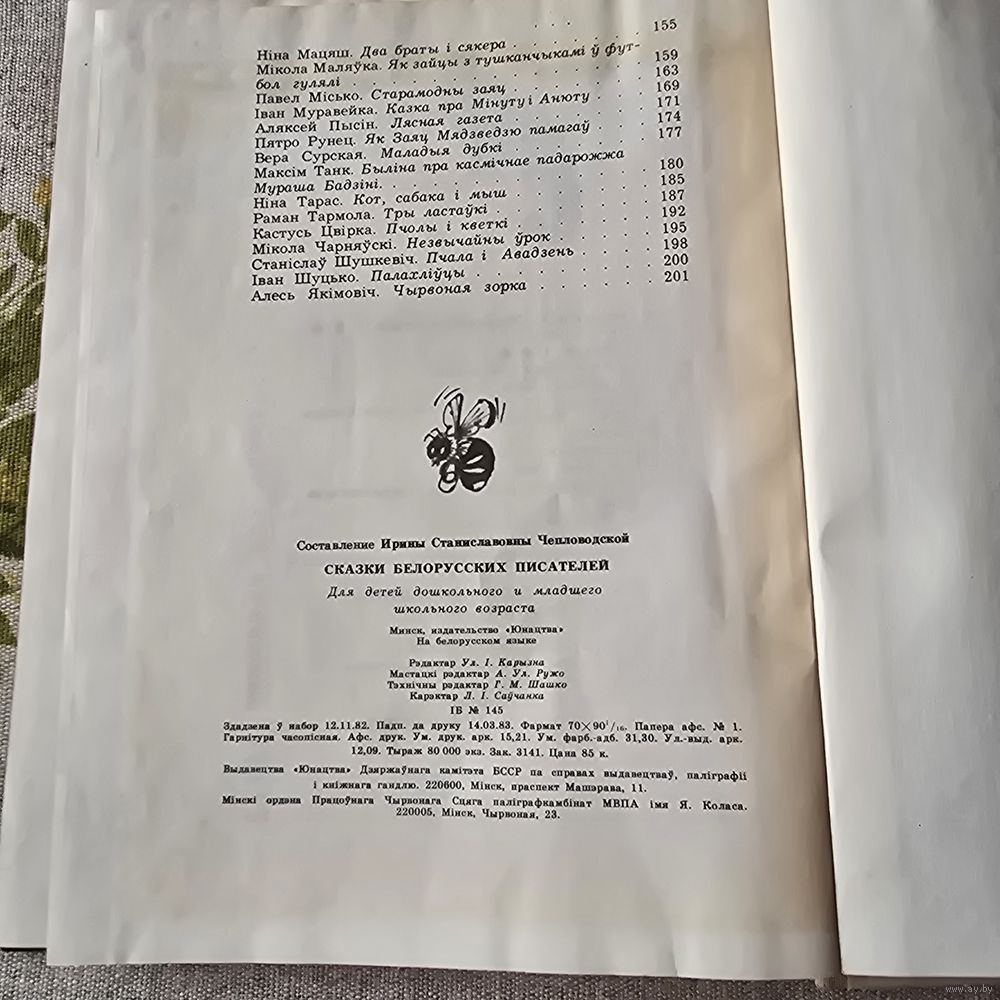 Ніна Мацяш. Два браты і сякера . . . . . . 155
Мікола Маляўка. Як зайцы з тушканчыкамі ў фут-
бол гулялі . . . . . . . . . . . 159
Павел Місько. Старамодны заяц . . . . . . 163
Іван Муравейка. Казка пра Мінуту і Анюту . . . 169
Аляксей Пысін. Лясная газета . . . . . . 171
Пятро Рунец. Як Заяц Мядзведзю памагаў . . . 174
Вера Сурская. Маладыя дубкі . . . . . . 177
Максім Танк. Быліна пра касмічнае падарожжа
Мураша Бадзіні. . . . . . . . . . . 180
Ніна Тарас. Кот, сабака і мыш . . . . . . 185
Раман Тармола. Тры ластаўкі . . . . . . 187
Кастусь Цвірка. Пчолы і кветкі . . . . . . 192
Мікола Чарняўскі. Незвычайны ўрок . . . . . 195
Станіслаў Шушкевіч. Пчала і Авадзень . . . . 198
Іван Шуцько. Палахліўцы . . . . . . . 200
Алесь Якімовіч. Чырвоная зорка . . . . . . 201
Составление Ирины Станиславовны Чепловодской
СКАЗКИ БЕЛОРУССКИХ ПИСАТЕЛЕЙ
Для детей дошкольного и младшего
школьного возраста
Минск, издательство «Юнацтва»
На белорусском языке
Рэдактар Ул. І. Карызна
Мастацкі рэдактар А. Ул. Ружо
Тэхнічны рэдактар Г. М. Шашко
Карэктар Л. І. Саўчанка
ІБ № 145
Здадзена ў набор 12.11.82. Падп. да друку 14.03.83. Фармат 70×90¹/₁₆. Папера афс. № 1.
Гарнітура часопісная. Афс. друк. Ум. друк. арк. 15,21. Ум. фарб.-адб. 31,30. Ул.-выд. арк.
12,09. Тыраж 80 000 экз. Зак. 3141. Цана 85 к.
Выдавецтва «Юнацтва» Дзяржаўнага камітэта БССР па справах выдавецтваў, паліграфіі
і кніжнага гандлю. 220600, Мінск, праспект Машэрава, 11.
Мінскі ордэна Працоўнага Чырвонага Сцяга паліграфкамбінат МВПА імя Я. Коласа.
220005, Мінск, Чырвоная, 23.
www.ay.by